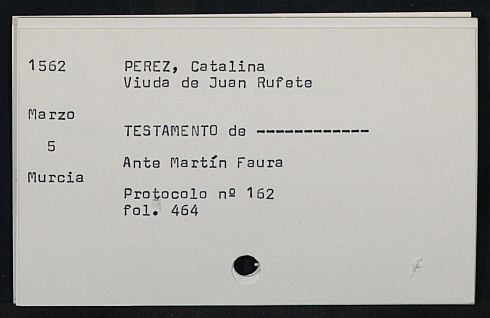 1562 PEREZ, Catalina
Viuda de Juan Rufete
Marzo
TESTAMENTO de ------------
5
Ante Martín Faura
Murcia
Protocolo nº 162
fol. 464